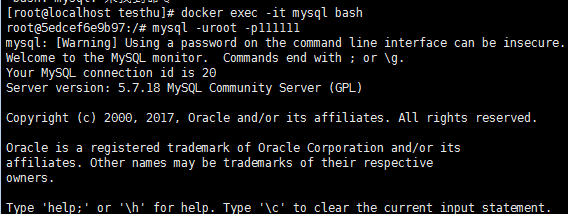 [root@localhost testhu]# docker exec -it mysql bash
root@5edcef6e9b97:/# mysql -uroot -p111111
mysql: [Warning] Using a password on the command line interface can be insecure.
Welcome to the MySQL monitor.  Commands end with ; or \g.
Your MySQL connection id is 20
Server version: 5.7.18 MySQL Community Server (GPL)

Copyright (c) 2000, 2017, Oracle and/or its affiliates. All rights reserved.

Oracle is a registered trademark of Oracle Corporation and/or its
affiliates. Other names may be trademarks of their respective
owners.

Type 'help;' or '\h' for help. Type '\c' to clear the current input statement.